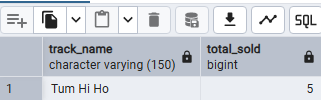 SQL
track_name
character varying (150)
total_sold
bigint
1
Tum Hi Ho
5